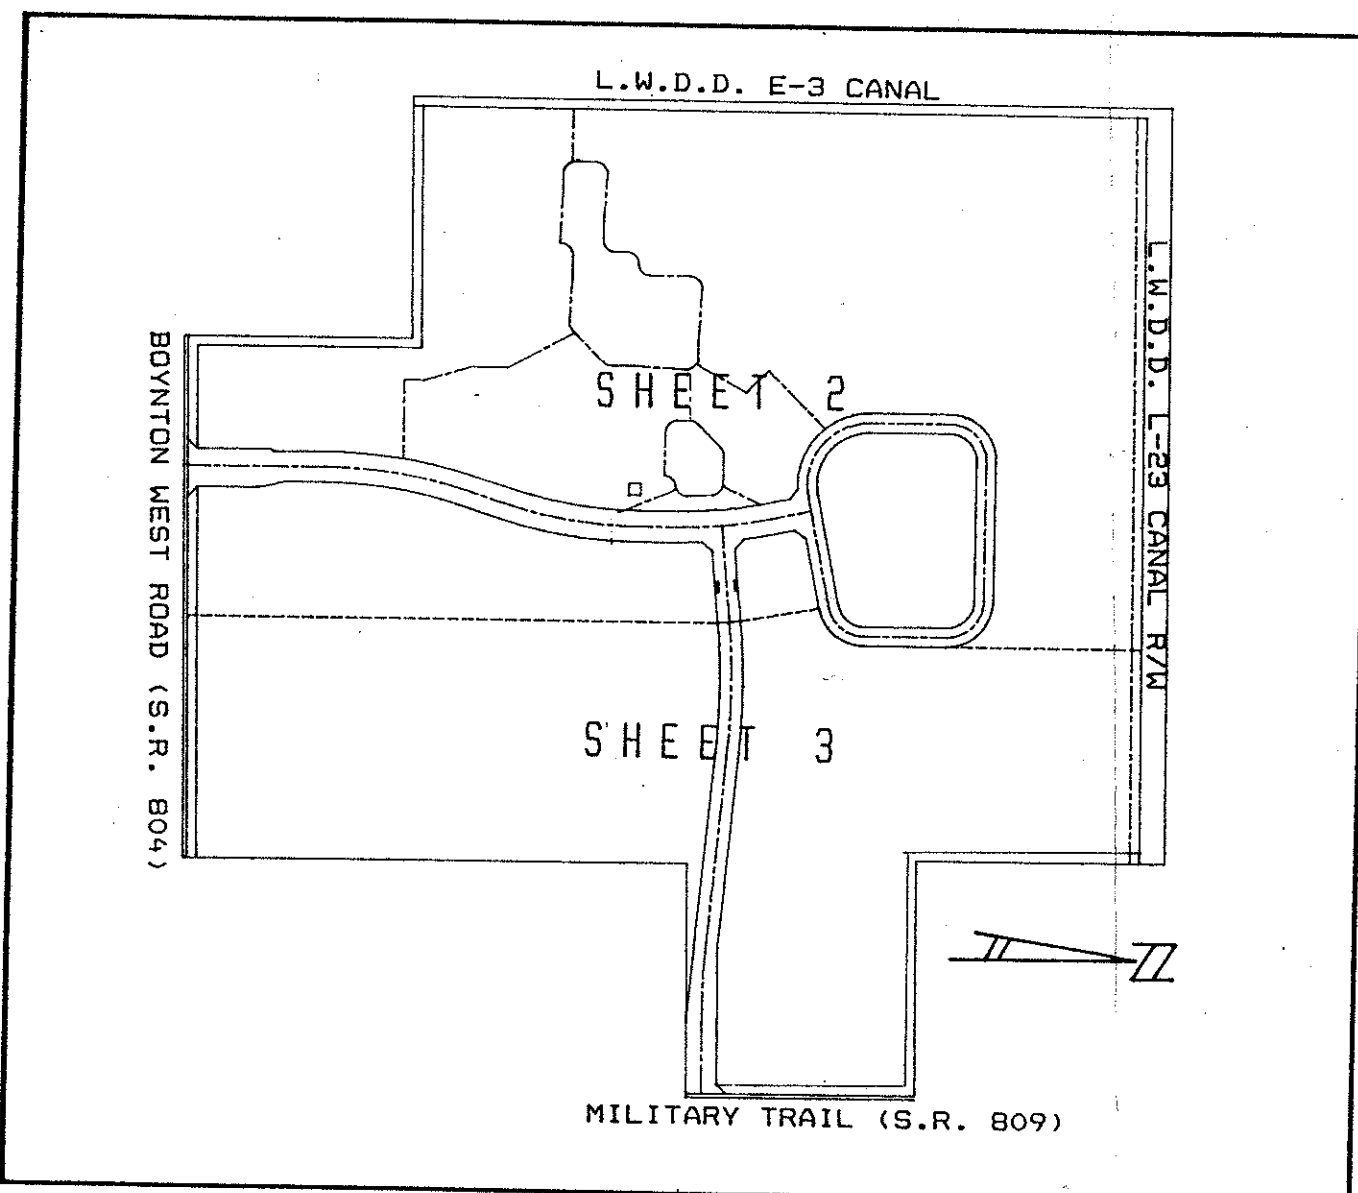 L.W.D.D. E-3 CANAL
L.W.D.D. L-23 CANAL R/W
BOYNTON WEST ROAD (S.R. 804)
SHEET 2
SHEET 3
N
MILITARY TRAIL (S.R. 809)